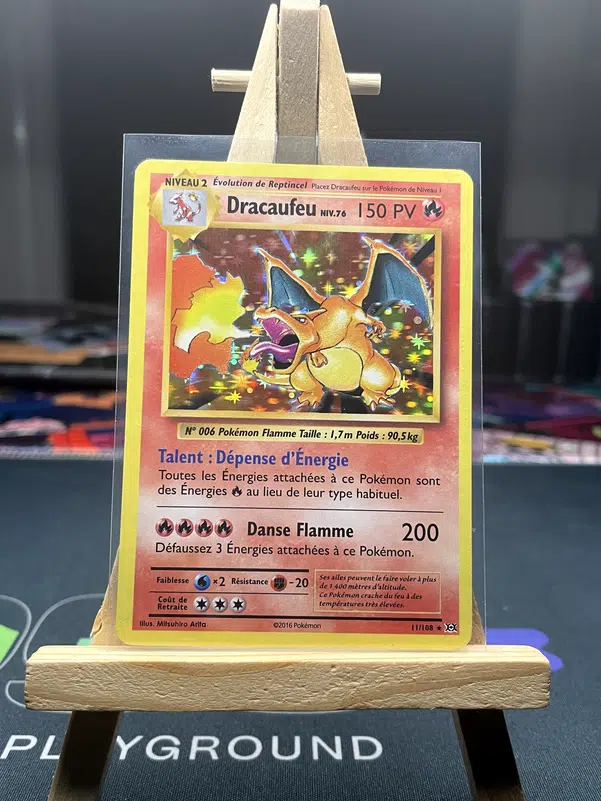 NIVEAU 2 Évolution de Reptincel Placez Dracaufeu sur le Pokémon de Niveau 1
Dracaufeu NIV.76 150 PV
N° 006 Pokémon Flamme Taille : 1,7 m Poids : 90,5 kg
Talent : Dépense d'Énergie
Toutes les Énergies attachées à ce Pokémon sont
des Énergies au lieu de leur type habituel.
Danse Flamme 200
Défaussez 3 Énergies attachées à ce Pokémon.
Faiblesse ×2 Résistance -20
Coût de
Retraite
Ses ailes peuvent le faire voler à plus
de 1 400 mètres d'altitude.
Ce Pokémon crache du feu à des
températures très élevées.
Illus. Mitsuhiro Arita ©2016 Pokémon 11/108
PL YGROUND